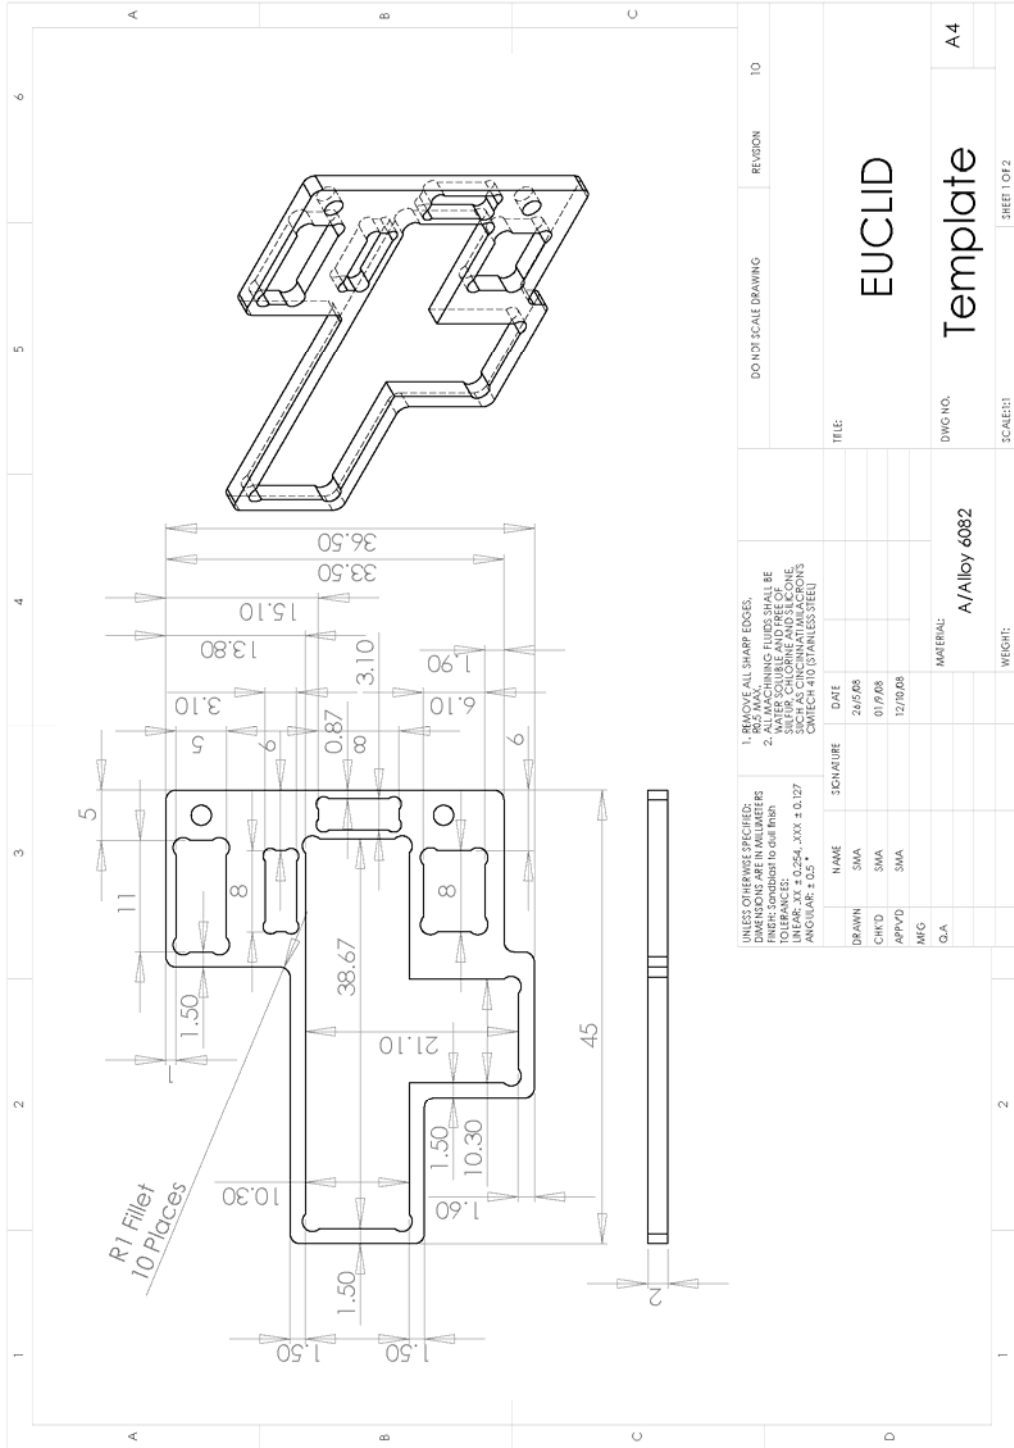 A
B
C
6
5
4
3
2
1
A
B
C
D
2
1
R1 Fillet
10 Places
5
11
1.50
1
3.10
5
6
8
13.80
15.10
33.50
36.50
0.87
8
3.10
1.90
6.10
6
8
38.67
21.10
45
1.50
10.30
10.30
1.60
1.50
1.50
1.50
2
UNLESS OTHERWISE SPECIFIED:
DIMENSIONS ARE IN MILLIMETERS
FINISH: Sandblast to dull finish
TOLERANCES:
LINEAR: .XX ± 0.254, .XXX ± 0.127
ANGULAR: ± 0.5 °
1. REMOVE ALL SHARP EDGES,
R0.5 MAX.
2. ALL MACHINING FLUIDS SHALL BE
WATER SOLUBLE AND FREE OF
SULFUR, CHLORINE AND SILICONE,
SUCH AS CINCINNATI MILACRON'S
CIMTECH 410 (STAINLESS STEEL)
DO NOT SCALE DRAWING
REVISION
10
NAME SIGNATURE DATE
DRAWN SMA 26/5/08
CHK'D SMA 01/9/08
APPV'D SMA 12/10/08
MFG
Q.A
TITLE:
EUCLID
MATERIAL:
A/Alloy 6082
DWG NO.
Template
A4
WEIGHT:
SCALE:1:1
SHEET 1 OF 2